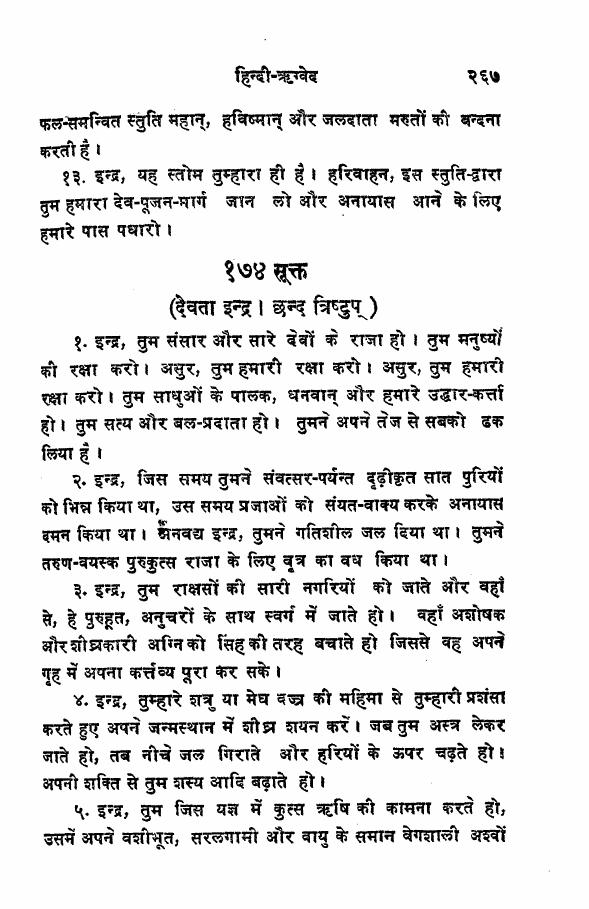 हिन्दी-ऋग्वेद २६७
फल-समन्वित स्तुति महान्, हविष्मान् और जलदाता मरुतों की बन्दना
करती है।
१३. इन्द्र, यह स्तोम तुम्हारा ही है। हरिवाहन, इस स्तुति-द्वारा
तुम हमारा देव-पूजन-मार्ग जान लो और अनायास आने के लिए
हमारे पास पधारो।
१७४ सूक्त
(देवता इन्द्र। छन्द त्रिष्टुप्)
१. इन्द्र, तुम संसार और सारे देवों के राजा हो। तुम मनुष्यों
की रक्षा करो। असुर, तुम हमारी रक्षा करो। असुर, तुम हमारी
रक्षा करो। तुम साधुओं के पालक, धनवान् और हमारे उद्धार-कर्त्ता
हो। तुम सत्य और बल-प्रदाता हो। तुमने अपने तेज से सबको ढक
लिया है।
२. इन्द्र, जिस समय तुमने संवत्सर-पर्यन्त दृढ़ीकृत सात पुरियों
को भिन्न किया था, उस समय प्रजाओं को संयत-वाक्य करके अनायास
दमन किया था। अनवद्य इन्द्र, तुमने गतिशील जल दिया था। तुमने
तरुण-वयस्क पुरुकुत्स राजा के लिए वृत्र का वध किया था।
३. इन्द्र, तुम राक्षसों की सारी नगरियों को जाते और वहाँ
से, हे पुरुहूत, अनुचरों के साथ स्वर्ग में जाते हो। वहाँ अशोषक
और शीघ्रकारी अग्नि को सिंह की तरह बचाते हो जिससे वह अपने
गृह में अपना कर्त्तव्य पूरा कर सके।
४. इन्द्र, तुम्हारे शत्रु या मेघ वज्र की महिमा से तुम्हारी प्रशंसा
करते हुए अपने जन्मस्थान में शीघ्र शयन करें। जब तुम अस्त्र लेकर
जाते हो, तब नीचे जल गिराते और हरियों के ऊपर चढ़ते हो।
अपनी शक्ति से तुम शस्य आदि बढ़ाते हो।
५. इन्द्र, तुम जिस यज्ञ में कुत्स ऋषि की कामना करते हो,
उसमें अपने वशीभूत, सरलगामी और वायु के समान वेगशाली अश्वों